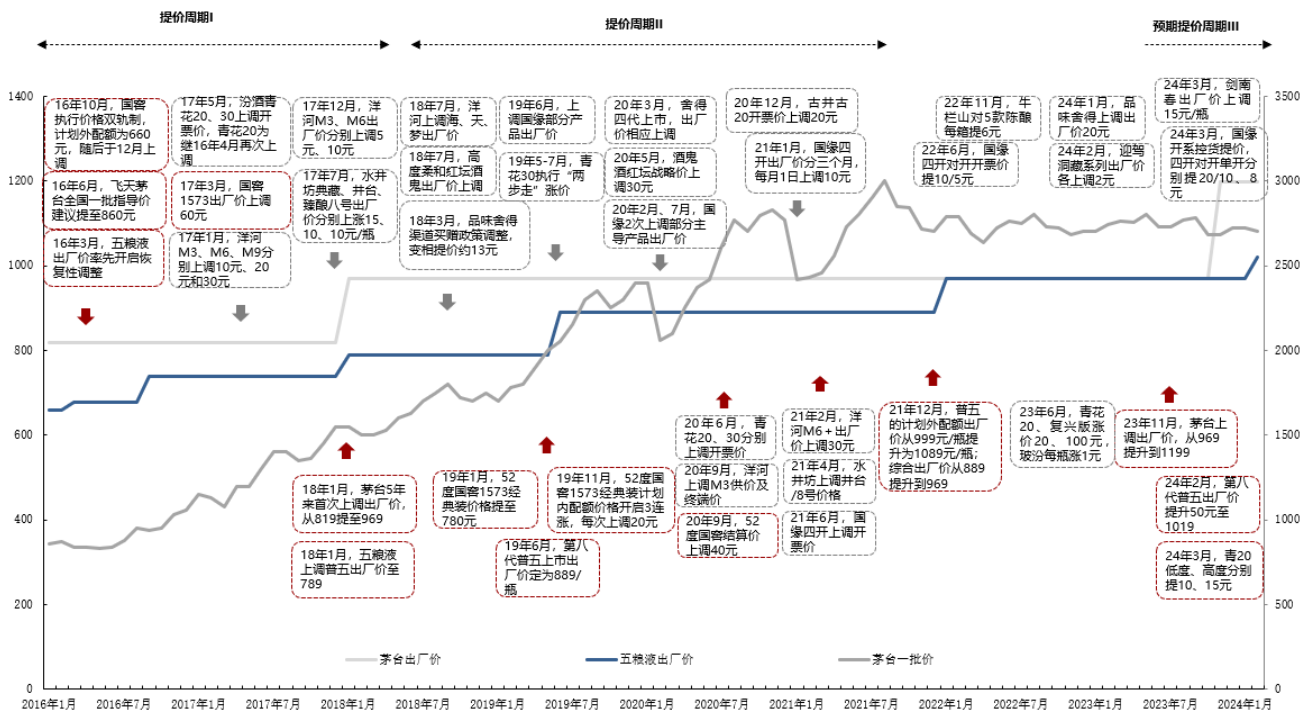 提价周期I
提价周期II
预期提价周期III
1400
1200
1000
800
600
400
200
0
3500
3000
2500
2000
1500
1000
500
0
16年10月，国窖
执行价格双轨制，
计划外配额为660
元，随后于12月上
调
16年6月，飞天茅
台全国一批指导价
建议提至860元
16年3月，五粮液
出厂价率先开启恢
复性调整
17年5月，汾酒青
花20、30上调开
票价，青花20为
继16年4月再次上
调
17年3月，国窖
1573出厂价上调
60元
17年1月，洋河
M3、M6、M9分
别上调10元、20
元和30元
17年12月，洋
河M3、M6出
厂价分别上调5
元、10元
17年7月，水井
坊典藏、井台、
臻酿八号出厂
价分别上涨15、
10、10元/瓶
18年7月，洋
河上调海、天、
梦出厂价
18年7月，高
度柔和红坛酒
鬼出厂价上调
18年3月，品味舍得
渠道买赠政策调整，
变相提价约13元
19年6月，上
调国缘部分产
品出厂价
19年5-7月，青
花30执行“两
步走”涨价
20年3月，舍得
四代上市，出厂
价相应上调
20年5月，酒鬼
酒红坛战略价上
调30元
20年2月、7月，国
缘2次上调部分主
导产品出厂价
20年12月，古井古
20开票价上调20元
21年1月，国缘四
开出厂价分三个月，
每月1日上调10元
22年11月，牛
栏山对5款陈酿
每箱提6元
22年6月，国缘
四开对开开票价
提10/5元
24年1月，品
味舍得上调出
厂价20元
24年2月，迎驾
洞藏系列出厂价
各上调2元
24年3月，剑南
春出厂价上调
15元/瓶
24年3月，国缘
开系控货提价，
四开对开单开分
别提20/10、8
元
18年1月，茅台5年
来首次上调出厂价，
从819提至969
18年1月，五粮液
上调普五出厂价至
789
19年1月，52
度国窖1573经
典装价格提至
780元
19年11月，52度国
窖1573经典装计划
内配额价格开启3连
涨，每次上调20元
19年6月，第八
代普五上市出
厂价定为889/
瓶
20年6月，青
花20、30分别
上调开票价
20年9月，洋河
上调M3供价及
终端价
20年9月，52
度国窖结算价
上调40元
21年2月，洋
河M6＋出厂
价上调30元
21年4月，水
井坊上调井台
/8号价格
21年6月，国
缘四开上调开
票价
21年12月，普五
的计划外配额出厂
价从999元/瓶提
升为1089元/瓶；
综合出厂价从889
提升到969
23年6月，青花
20、复兴版涨
价20、100元，
玻汾每瓶涨1元
23年11月，茅台上
调出厂价，从969
提升到1199
24年2月，第八
代普五出厂价
提升50元至
1019
24年3月，青20
低度、高度分别
提10、15元
茅台出厂价
五粮液出厂价
茅台一批价
2016年1月
2016年7月
2017年1月
2017年7月
2018年1月
2018年7月
2019年1月
2019年7月
2020年1月
2020年7月
2021年1月
2021年7月
2022年1月
2022年7月
2023年1月
2023年7月
2024年1月